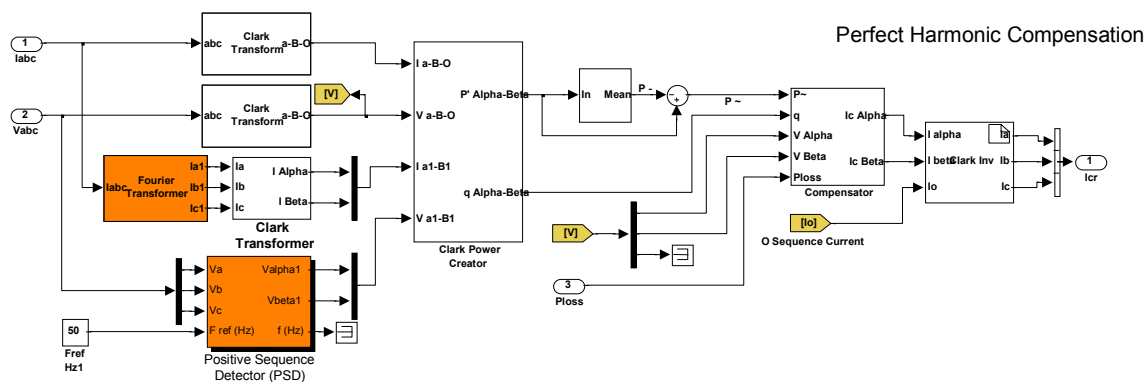 Perfect Harmonic Compensation
1
Iabc
abc
Clark
Transform
a-B-O
2
Vabc
abc
Clark
Transform
a-B-O
[V]
Iabc
Fourier
Transformer
Ia1
Ib1
Ic1
Ia
Ib
Ic
I Alpha
I Beta
Clark
Transformer
Va
Vb
Vc
F ref (Hz)
Valpha1
Vbeta1
f (Hz)
Positive Sequence
Detector (PSD)
50
Fref
Hz1
I a-B-O
V a-B-O
I a1-B1
V a1-B1
P' Alpha-Beta
q Alpha-Beta
Clark Power
Creator
In
Mean
P -
P ~
[V]
3
Ploss
P~
q
V Alpha
V Beta
Ploss
Ic Alpha
Ic Beta
Compensator
[Io]
O Sequence Current
I alpha
I beta
Io
Clark Inv
Ia
Ib
Ic
1
Icr